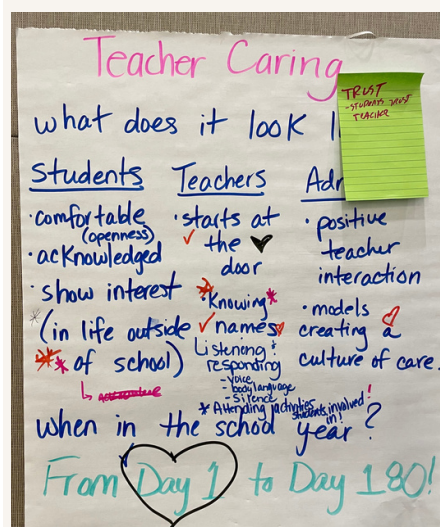 Teacher Caring
TRUST
-STUDENTS TRUST
TEACHER
what does it look
Students Teachers Adr
·comfortable
(openness)
·acknowledged
·show interest
(in life outside
of school)
·starts at
the
door
·Knowing
names
Listening &
responding
-voice
-body language
-Silence
*Attending activities
students involved
in!
·positive
teacher
interaction
·models
creating a
culture of care.
when in the school year?
From Day 1 to Day 180!